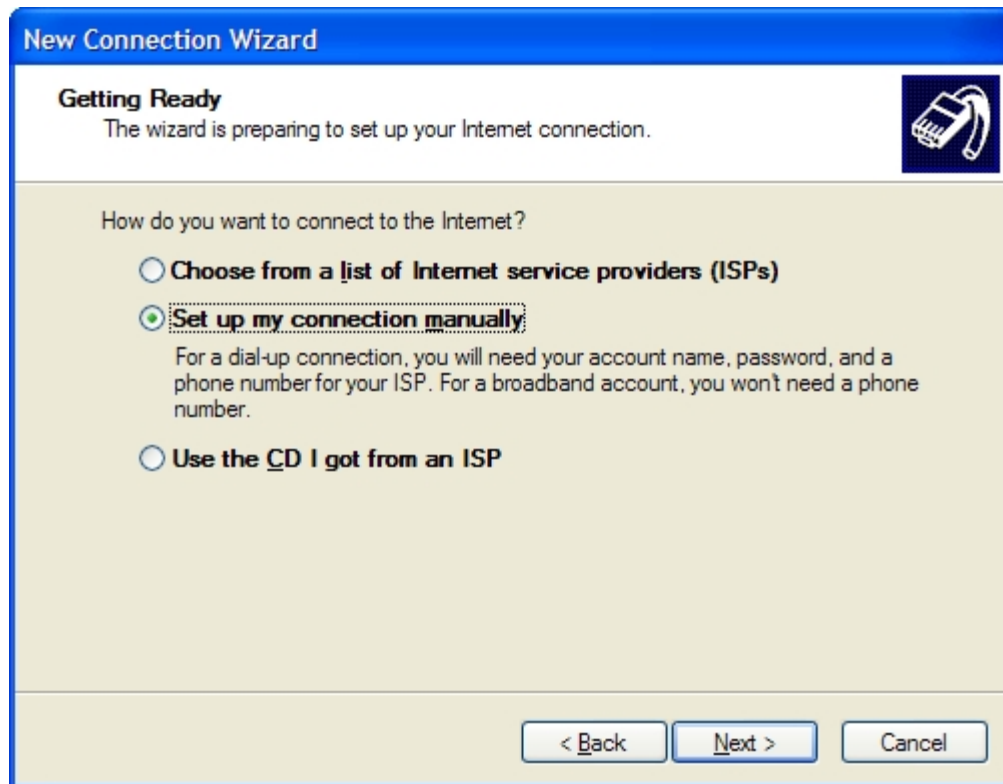 New Connection Wizard
Getting Ready
The wizard is preparing to set up your Internet connection.
How do you want to connect to the Internet?
Choose from a list of Internet service providers (ISPs)
Set up my connection manually
For a dial-up connection, you will need your account name, password, and a
phone number for your ISP. For a broadband account, you won't need a phone
number.
Use the CD I got from an ISP
< Back Next > Cancel